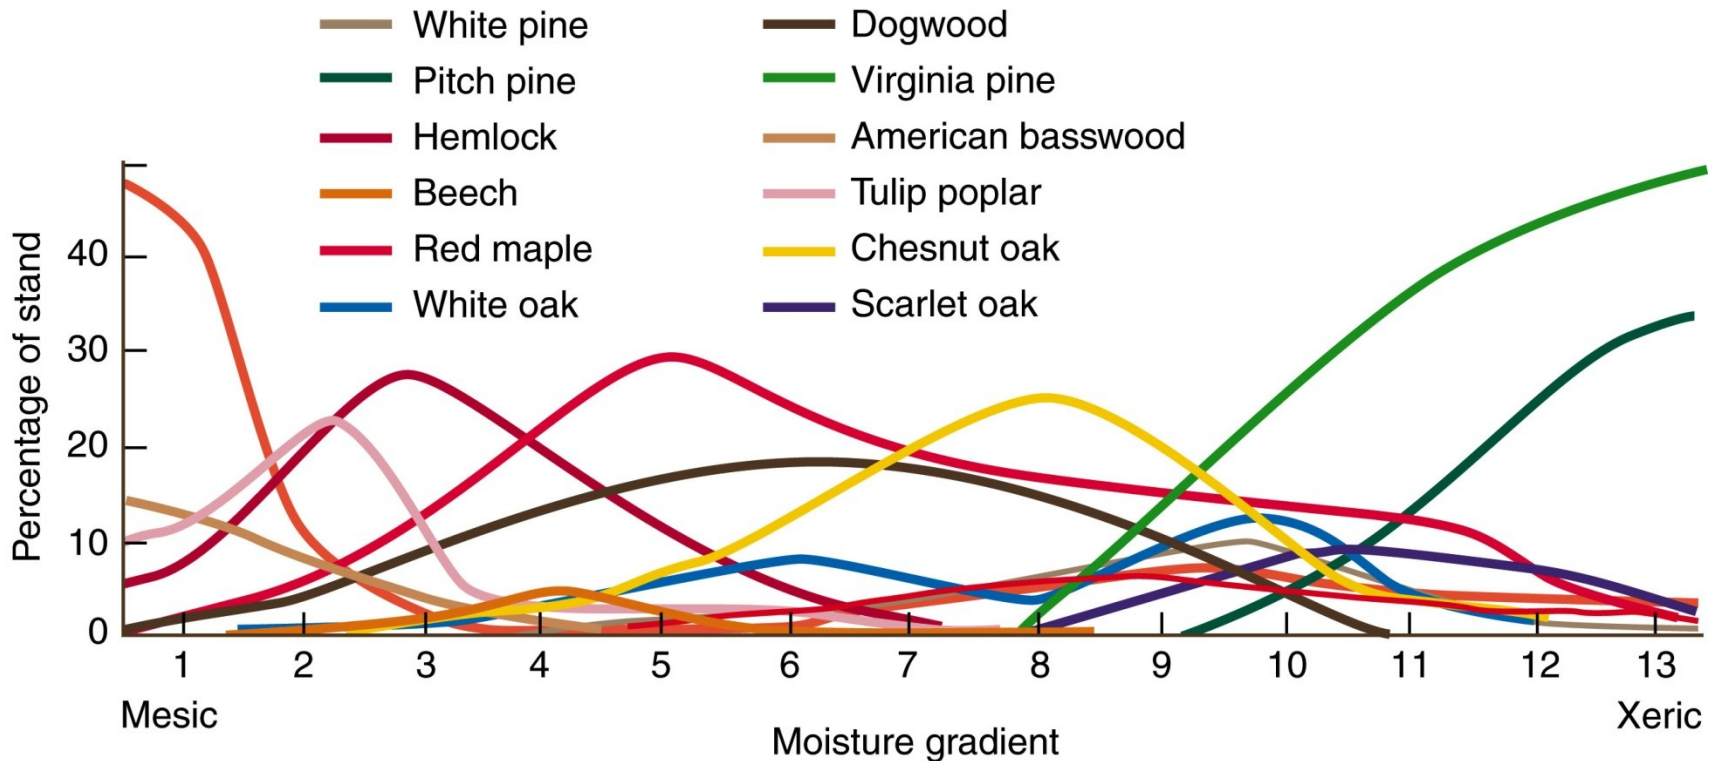 White pine
Dogwood
Pitch pine
Virginia pine
Hemlock
American basswood
Beech
Tulip poplar
Red maple
Chesnut oak
White oak
Scarlet oak
Percentage of stand
40
30
20
10
0
1 2 3 4 5 6 7 8 9 10 11 12 13
Mesic
Xeric
Moisture gradient